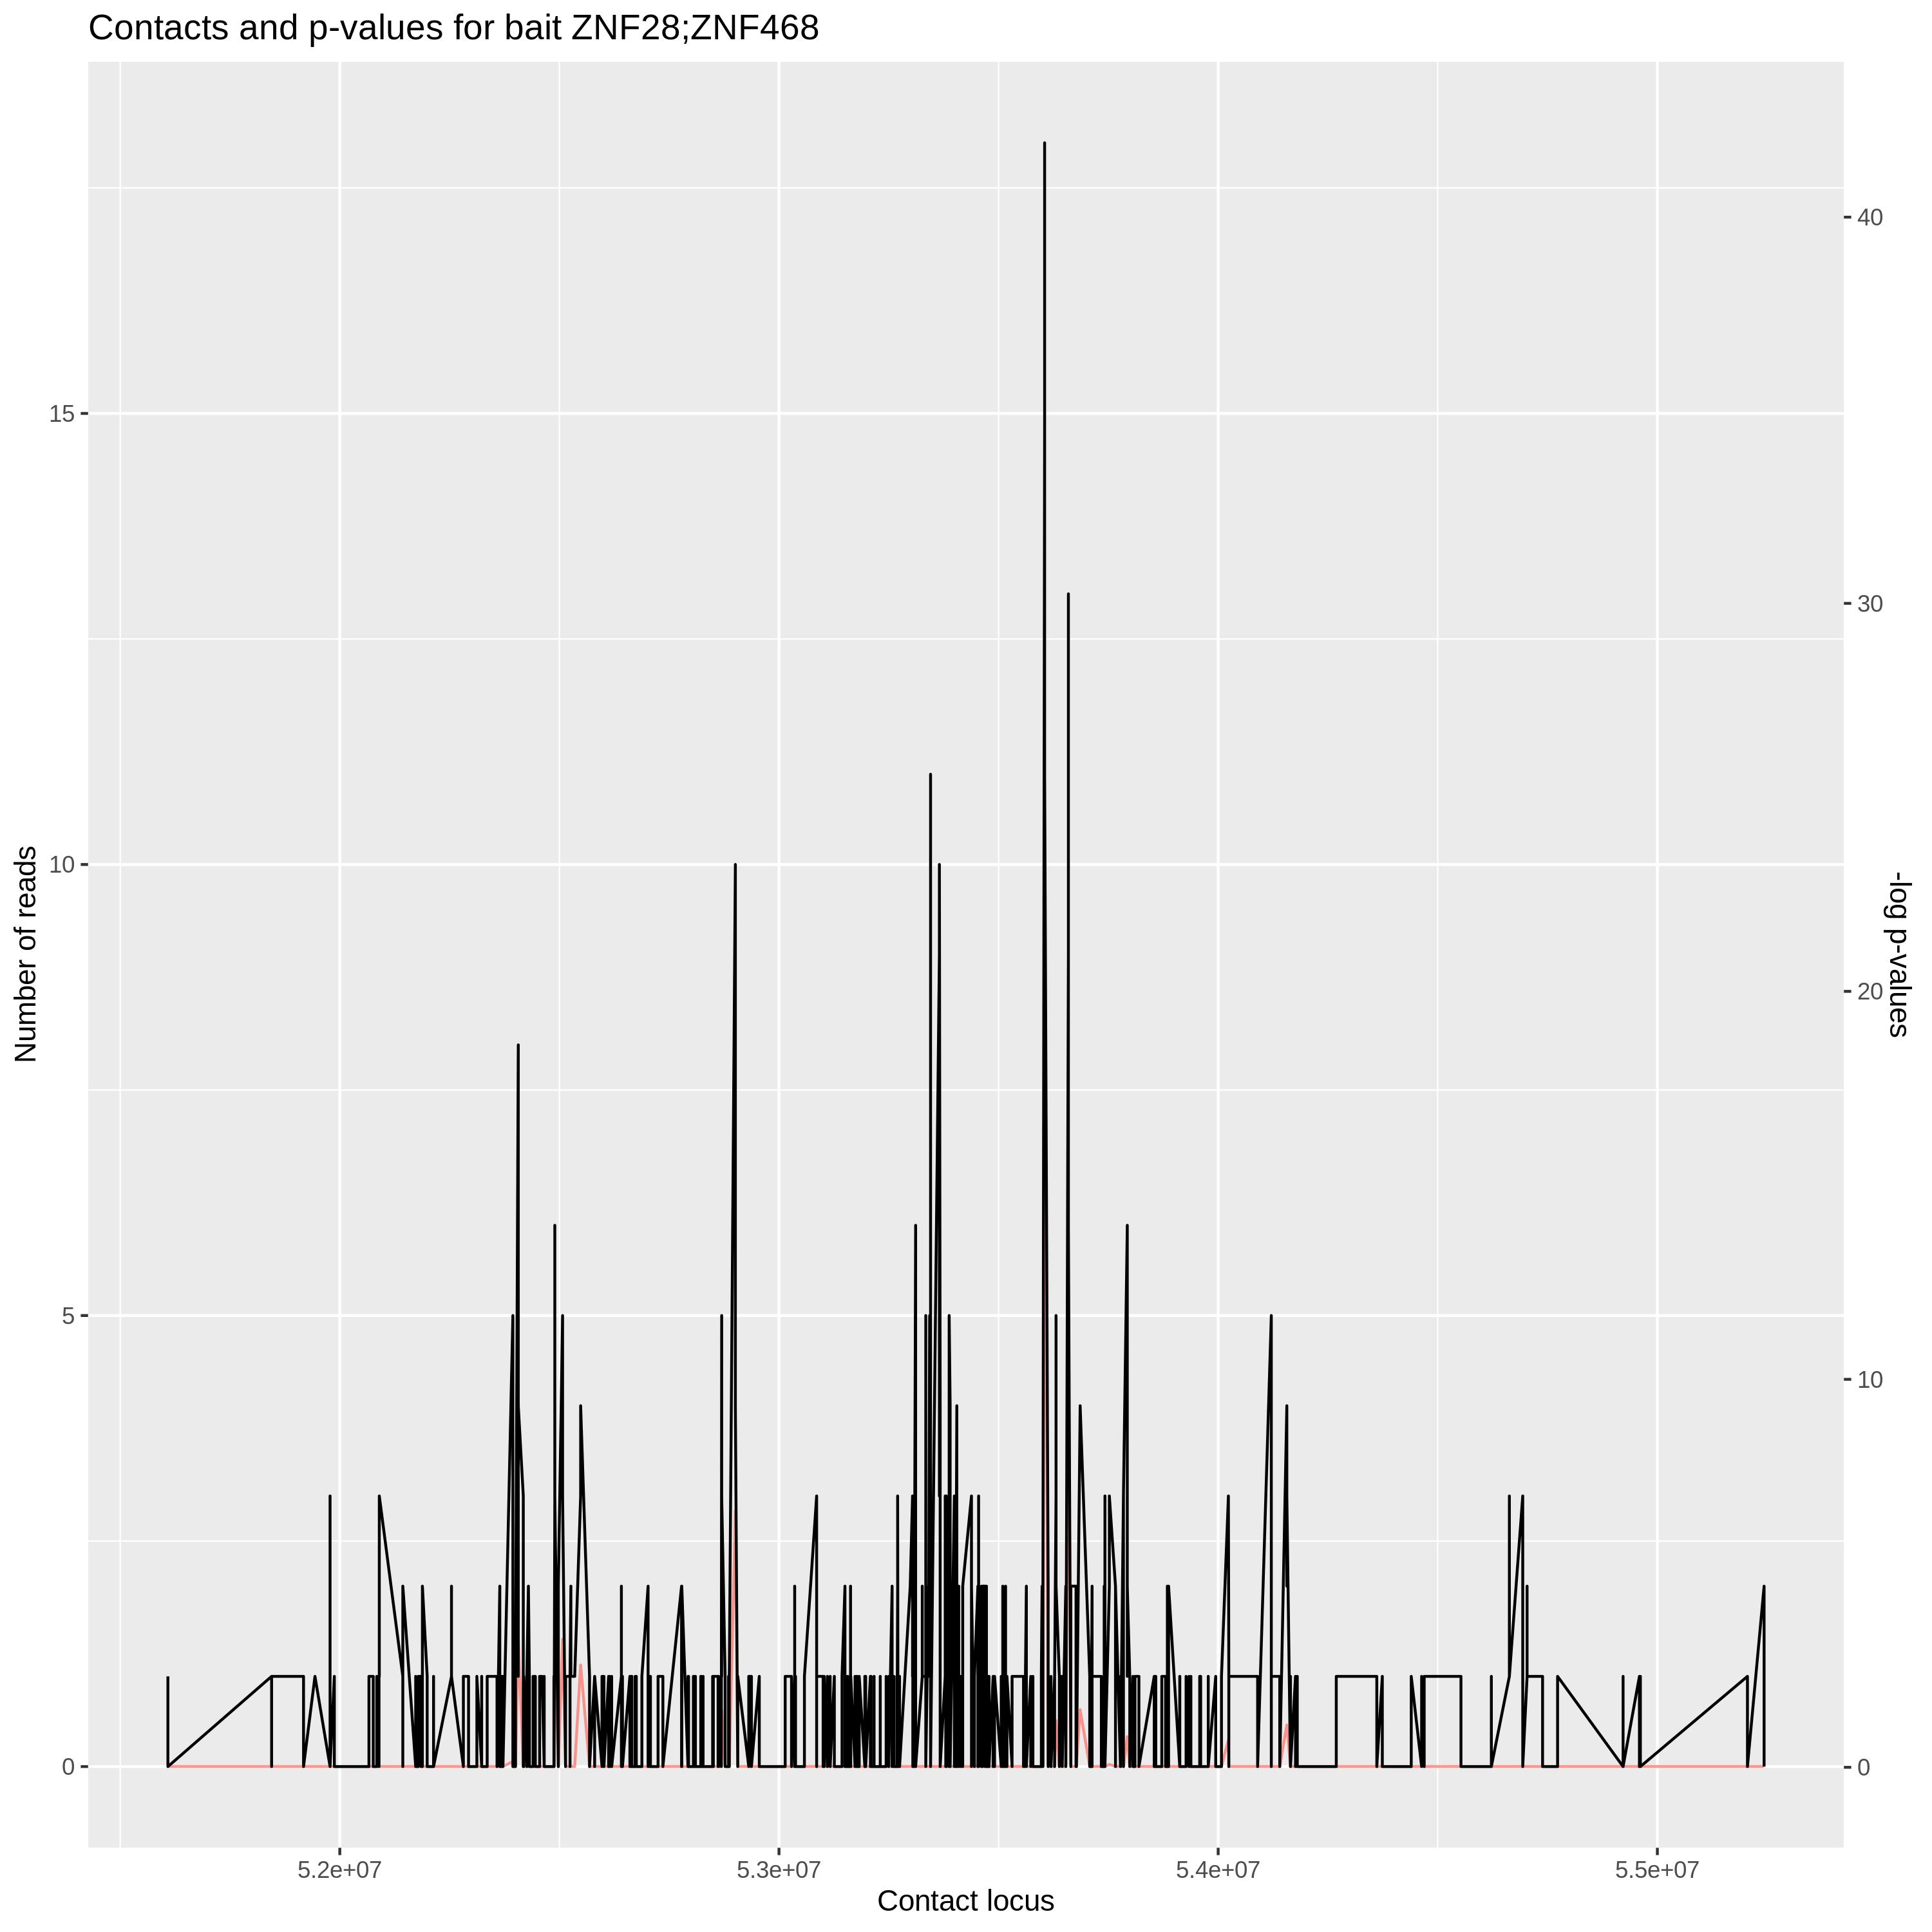 Contacts and p-values for bait ZNF28;ZNF468
Number of reads
15
10
5
0
40
30
20
10
0
-log p-values
5.2e+07
5.3e+07
5.4e+07
5.5e+07
Contact locus